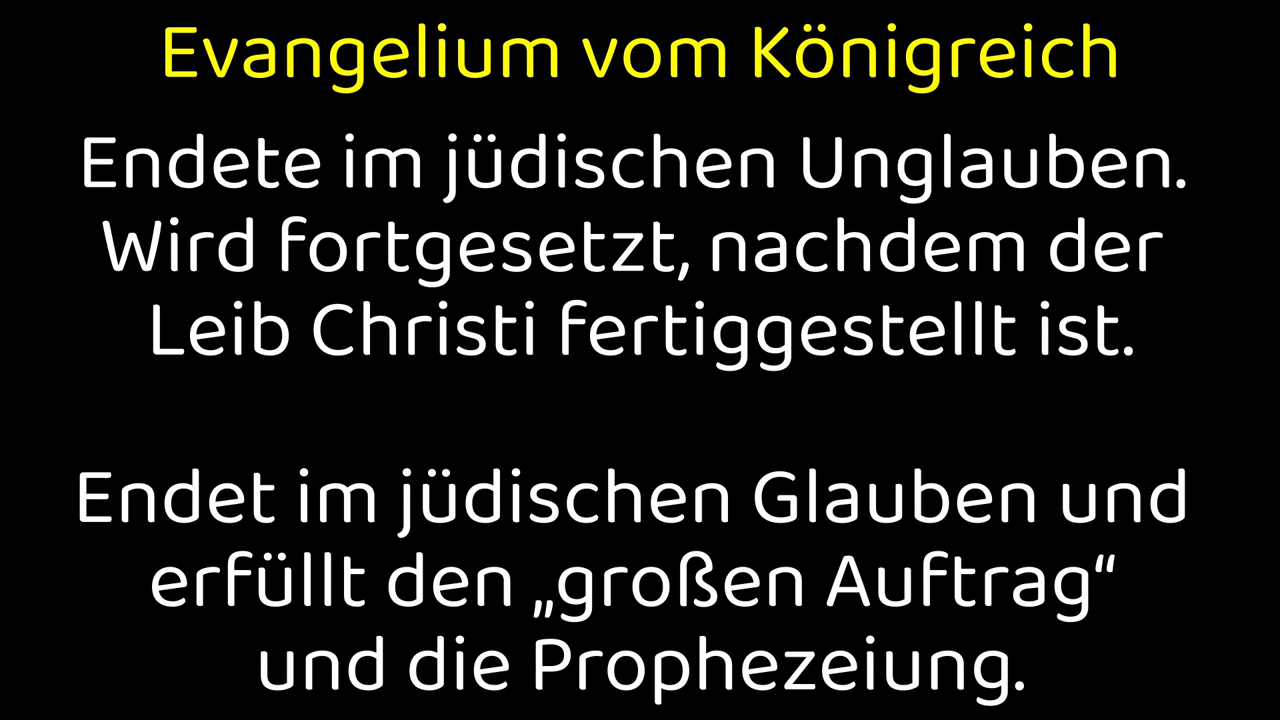 Evangelium vom Königreich
Endete im jüdischen Unglauben.
Wird fortgesetzt, nachdem der
Leib Christi fertiggestellt ist.
Endet im jüdischen Glauben und
erfüllt den „großen Auftrag“
und die Prophezeiung.